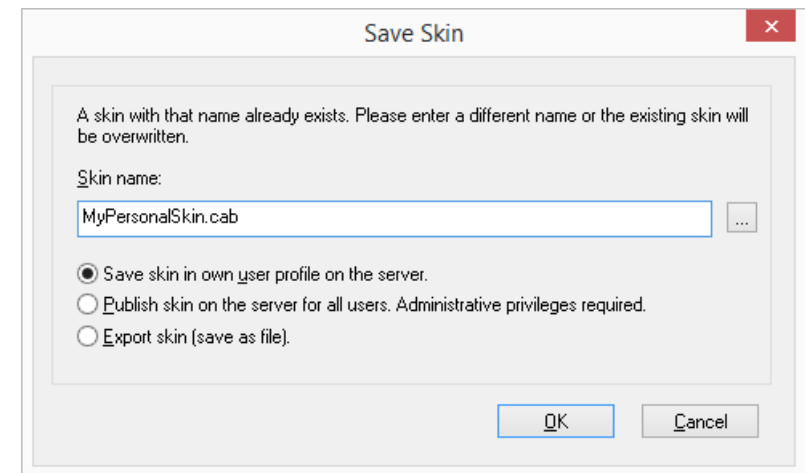 Save Skin
A skin with that name already exists. Please enter a different name or the existing skin will
be overwritten.
Skin name:
MyPersonalSkin.cab
...
Save skin in own user profile on the server.
Publish skin on the server for all users. Administrative privileges required.
Export skin (save as file).
OK
Cancel